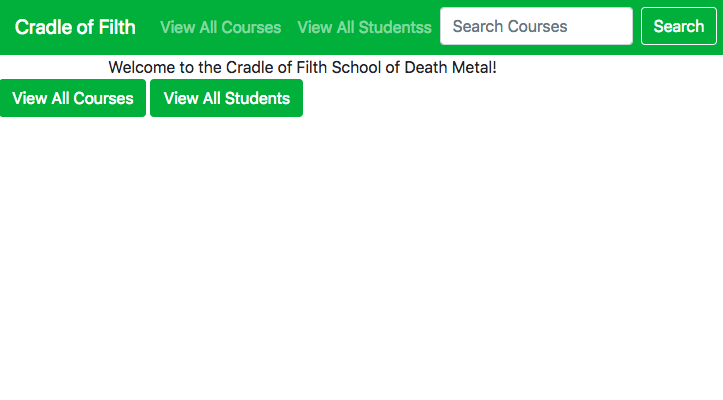 Cradle of Filth View All Courses View All Studentss Search Courses Search
Welcome to the Cradle of Filth School of Death Metal!
View All Courses View All Students